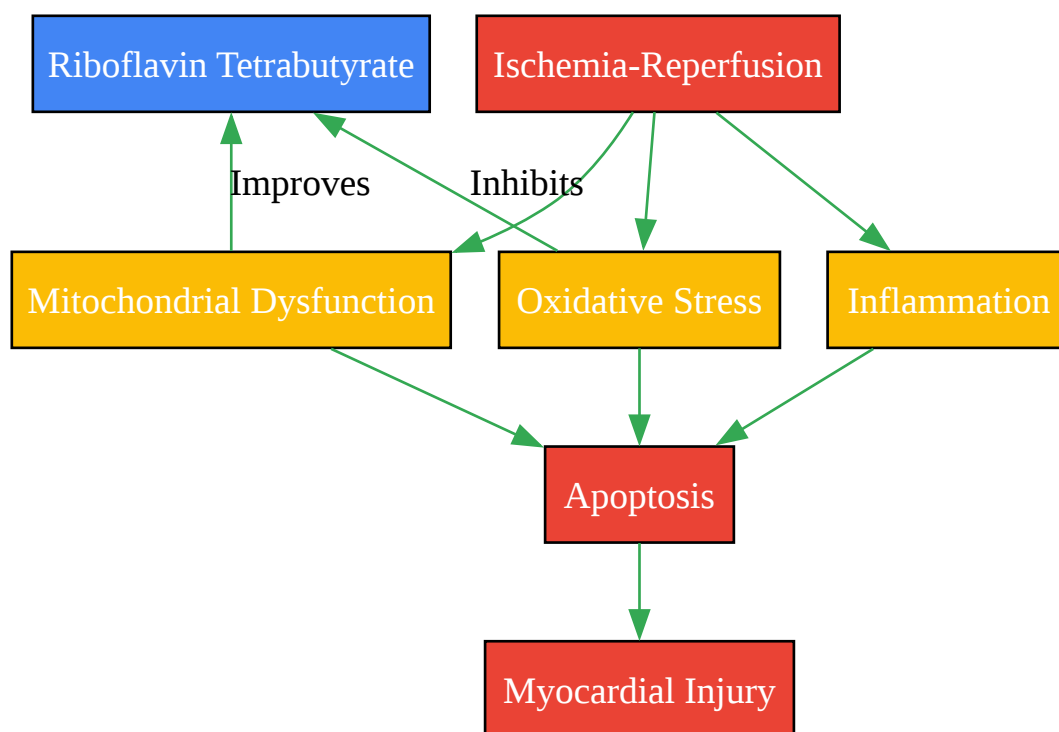 Riboflavin Tetrabutyrate
Ischemia-Reperfusion
Improves
Inhibits
Mitochondrial Dysfunction
Oxidative Stress
Inflammation
Apoptosis
Myocardial Injury